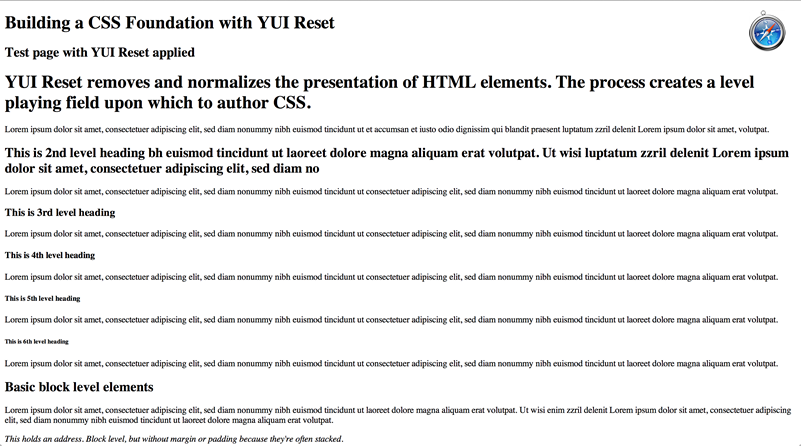 Building a CSS Foundation with YUI Reset
Test page with YUI Reset applied
YUI Reset removes and normalizes the presentation of HTML elements. The process creates a level
playing field upon which to author CSS.
Lorem ipsum dolor sit amet, consectetuer adipiscing elit, sed diam nonummy nibh euismod tincidunt ut et accumsan et iusto odio dignissim qui blandit praesent luptatum zzril delenit Lorem ipsum dolor sit amet, volutpat.
This is 2nd level heading bh euismod tincidunt ut laoreet dolore magna aliquam erat volutpat. Ut wisi luptatum zzril delenit Lorem ipsum
dolor sit amet, consectetuer adipiscing elit, sed diam no
Lorem ipsum dolor sit amet, consectetuer adipiscing elit, sed diam nonummy nibh euismod tincidunt ut consectetuer adipiscing elit, sed diam nonummy nibh euismod tincidunt ut laoreet dolore magna aliquam erat volutpat.
This is 3rd level heading
Lorem ipsum dolor sit amet, consectetuer adipiscing elit, sed diam nonummy nibh euismod tincidunt ut consectetuer adipiscing elit, sed diam nonummy nibh euismod tincidunt ut laoreet dolore magna aliquam erat volutpat.
This is 4th level heading
Lorem ipsum dolor sit amet, consectetuer adipiscing elit, sed diam nonummy nibh euismod tincidunt ut consectetuer adipiscing elit, sed diam nonummy nibh euismod tincidunt ut laoreet dolore magna aliquam erat volutpat.
This is 5th level heading
Lorem ipsum dolor sit amet, consectetuer adipiscing elit, sed diam nonummy nibh euismod tincidunt ut consectetuer adipiscing elit, sed diam nonummy nibh euismod tincidunt ut laoreet dolore magna aliquam erat volutpat.
This is 6th level heading
Lorem ipsum dolor sit amet, consectetuer adipiscing elit, sed diam nonummy nibh euismod tincidunt ut consectetuer adipiscing elit, sed diam nonummy nibh euismod tincidunt ut laoreet dolore magna aliquam erat volutpat.
Basic block level elements
Lorem ipsum dolor sit amet, consectetuer adipiscing elit, sed diam nonummy nibh euismod tincidunt ut laoreet dolore magna aliquam erat volutpat. Ut wisi enim zzril delenit Lorem ipsum dolor sit amet, consectetuer adipiscing
elit, sed diam nonummy nibh euismod tincidunt ut laoreet dolore magna aliquam erat volutpat.
This holds an address. Block level, but without margin or padding because they're often stacked.